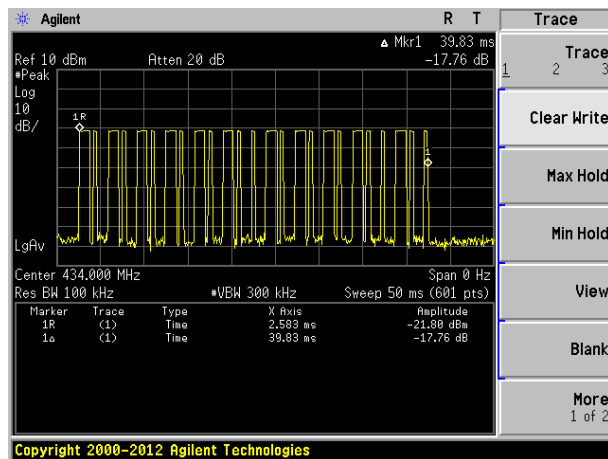 Agilent R T Trace
Δ Mkr1 39.83 ms
Ref 10 dBm Atten 20 dB -17.76 dB
#Peak
Log
10
dB/
1R
1
LgAv
Center 434.000 MHz Span 0 Hz
Res BW 100 kHz #VBW 300 kHz Sweep 50 ms (601 pts)
Marker Trace Type X Axis Amplitude
1R (1) Time 2.583 ms -21.80 dBm
1Δ (1) Time 39.83 ms -17.76 dB
Trace
1 2 3
Clear Write
Max Hold
Min Hold
View
Blank
More
1 of 2
Copyright 2000-2012 Agilent Technologies